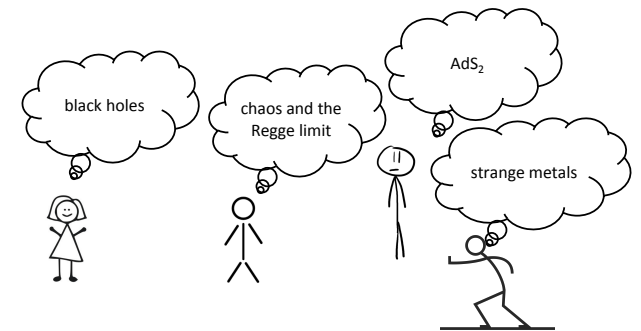 black holes
chaos and the
Regge limit
AdS₂
strange metals